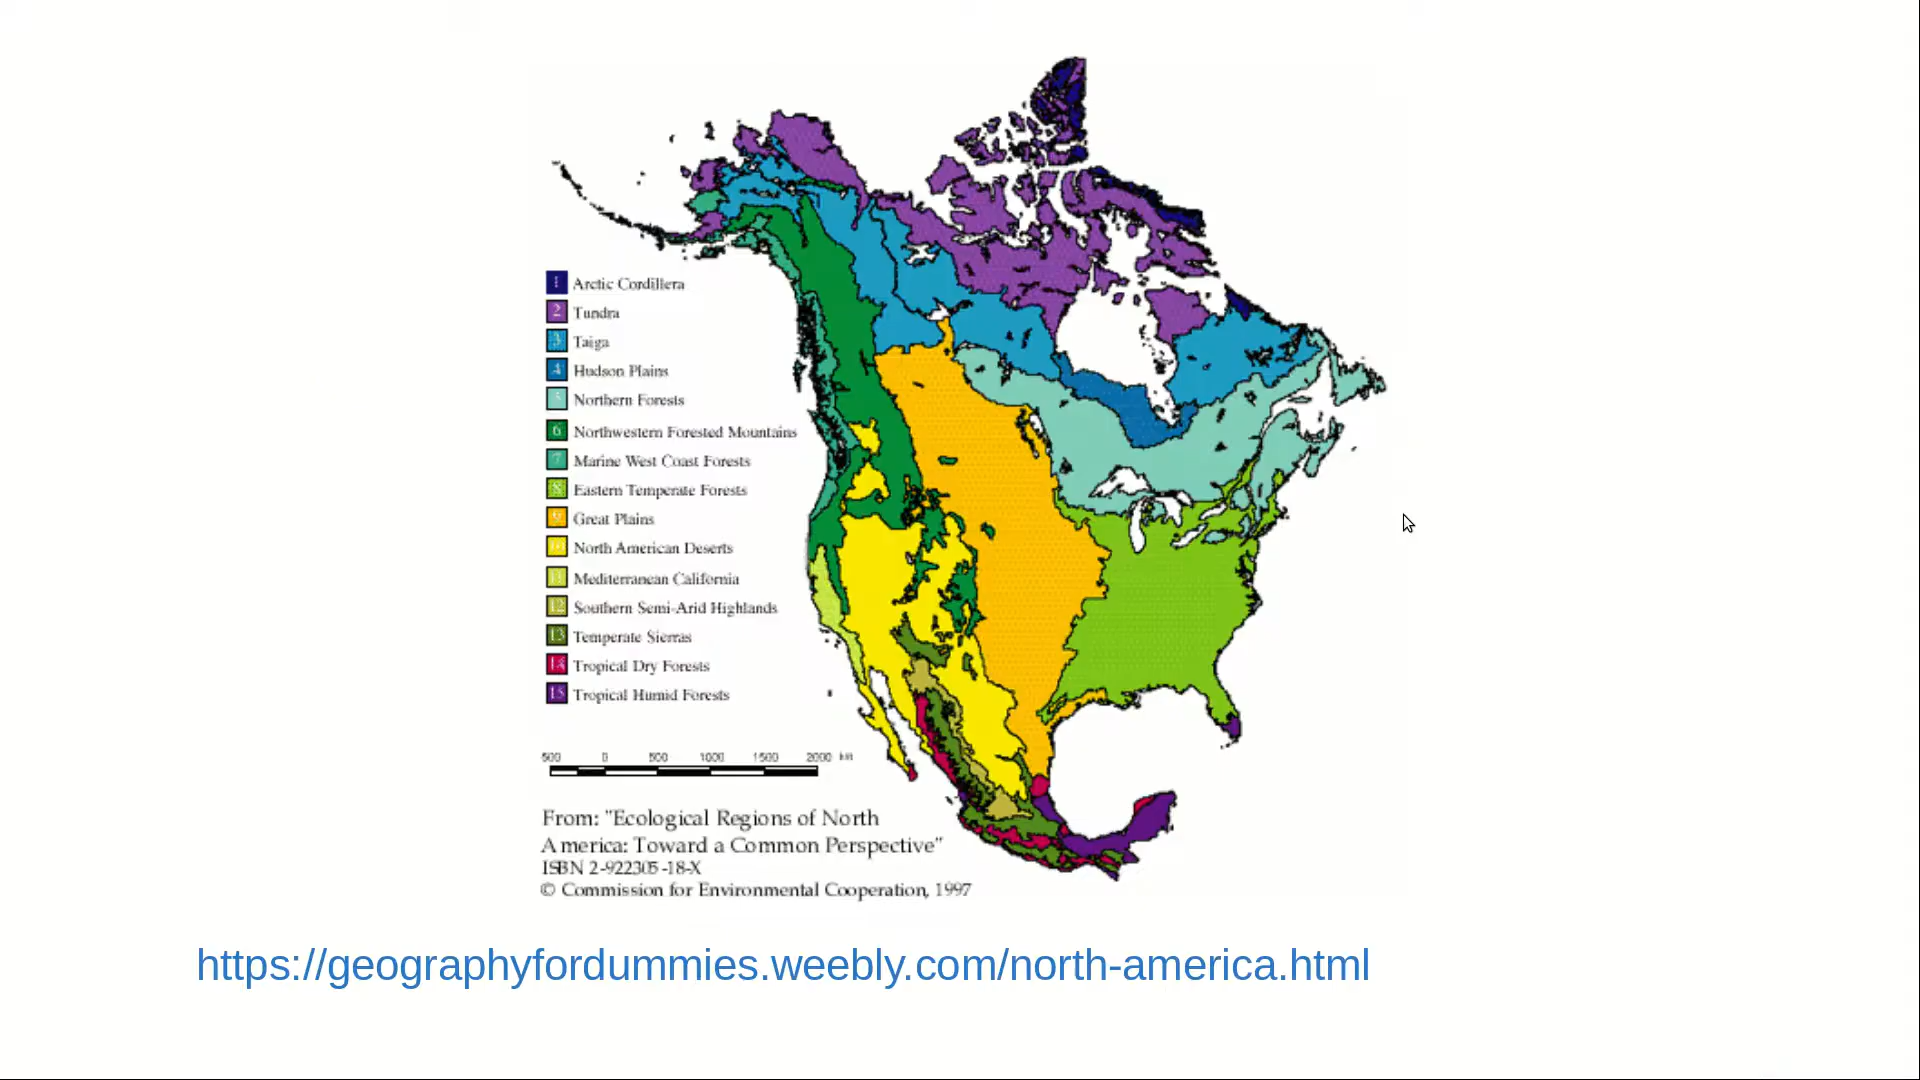 1 Arctic Cordillera
2 Tundra
3 Taiga
4 Hudson Plains
5 Northern Forests
6 Northwestern Forested Mountains
7 Marine West Coast Forests
8 Eastern Temperate Forests
9 Great Plains
10 North American Deserts
11 Mediterranean California
12 Southern Semi-Arid Highlands
13 Temperate Sierras
14 Tropical Dry Forests
15 Tropical Humid Forests
500 0 500 1000 1500 2000 km
From: "Ecological Regions of North
America: Toward a Common Perspective"
ISBN 2-922305-18-X
© Commission for Environmental Cooperation, 1997
https://geographyfordummies.weebly.com/north-america.html